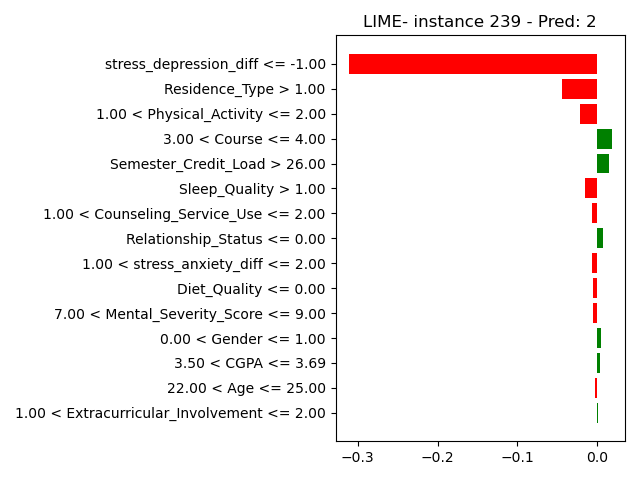 LIME- instance 239 - Pred: 2
stress_depression_diff <= -1.00
Residence_Type > 1.00
1.00 < Physical_Activity <= 2.00
3.00 < Course <= 4.00
Semester_Credit_Load > 26.00
Sleep_Quality > 1.00
1.00 < Counseling_Service_Use <= 2.00
Relationship_Status <= 0.00
1.00 < stress_anxiety_diff <= 2.00
Diet_Quality <= 0.00
7.00 < Mental_Severity_Score <= 9.00
0.00 < Gender <= 1.00
3.50 < CGPA <= 3.69
22.00 < Age <= 25.00
1.00 < Extracurricular_Involvement <= 2.00
−0.3 −0.2 −0.1 0.0